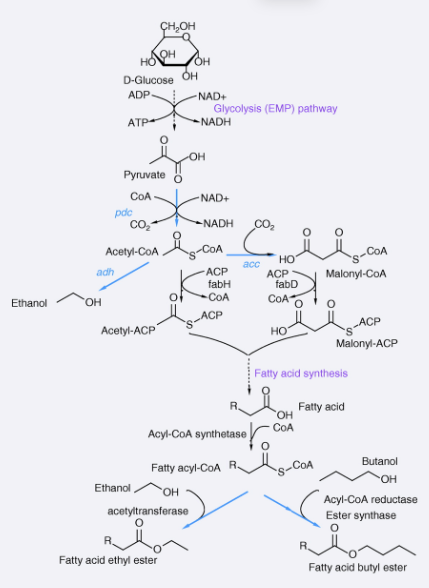 CH₂OH
O
OH
HO
OH
OH
D-Glucose
ADP
NAD+
Glycolysis (EMP) pathway
ATP
NADH
O
OH
O
Pyruvate
CoA
NAD+
pdc
CO₂
NADH
CO₂
O
Acetyl-CoA
S
CoA
acc
O
O
HO
S
CoA
Malonyl-CoA
adh
ACP
fabH
CoA
ACP
fabD
CoA
Ethanol
OH
O
S
ACP
Acetyl-ACP
O
O
HO
S
ACP
Malonyl-ACP
Fatty acid synthesis
R
O
OH
Fatty acid
Acyl-CoA synthetase
CoA
Fatty acyl-CoA
R
O
S
CoA
Butanol
OH
Ethanol
OH
acetyltransferase
Acyl-CoA reductase
Ester synthase
R
O
O
Fatty acid ethyl ester
R
O
O
Fatty acid butyl ester